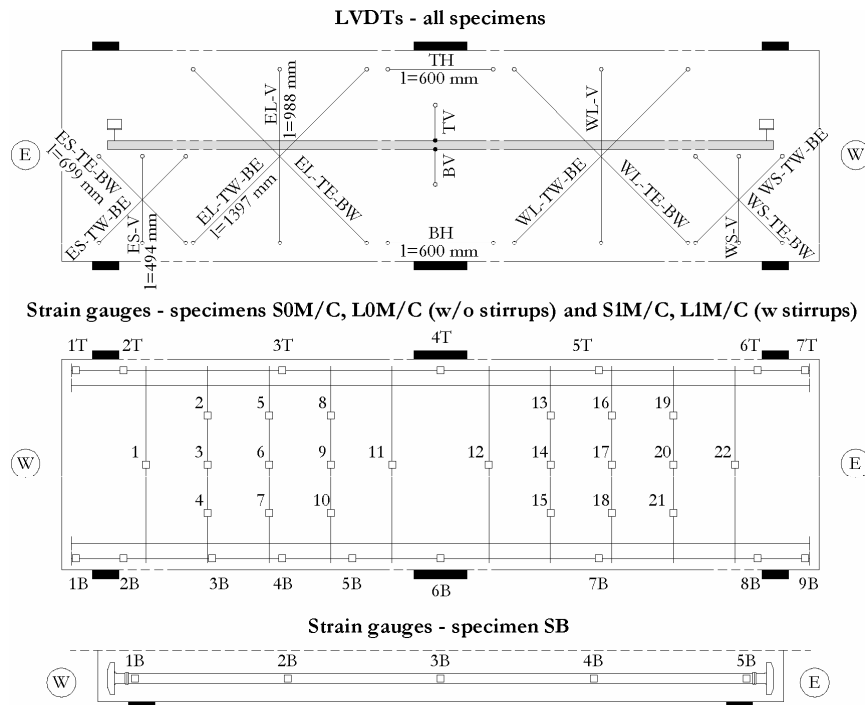 LVDTs - all specimens
TH
l=600 mm
EL-V
l=988 mm
TV
BV
WL-V
E
W
ES-TE-BW
l=699 mm
ES-TW-BE
ES-V
l=494 mm
EL-TW-BE
l=1397 mm
EL-TE-BW
BH
l=600 mm
WL-TW-BE
WL-TE-BW
WS-TW-BE
WS-V
WS-TE-BW
Strain gauges - specimens S0M/C, L0M/C (w/o stirrups) and S1M/C, L1M/C (w stirrups)
1T 2T 3T 4T 5T 6T 7T
2 5 8 13 16 19
W 1 3 6 9 11 12 14 17 20 22 E
4 7 10 15 18 21
1B 2B 3B 4B 5B 6B 7B 8B 9B
Strain gauges - specimen SB
W 1B 2B 3B 4B 5B E